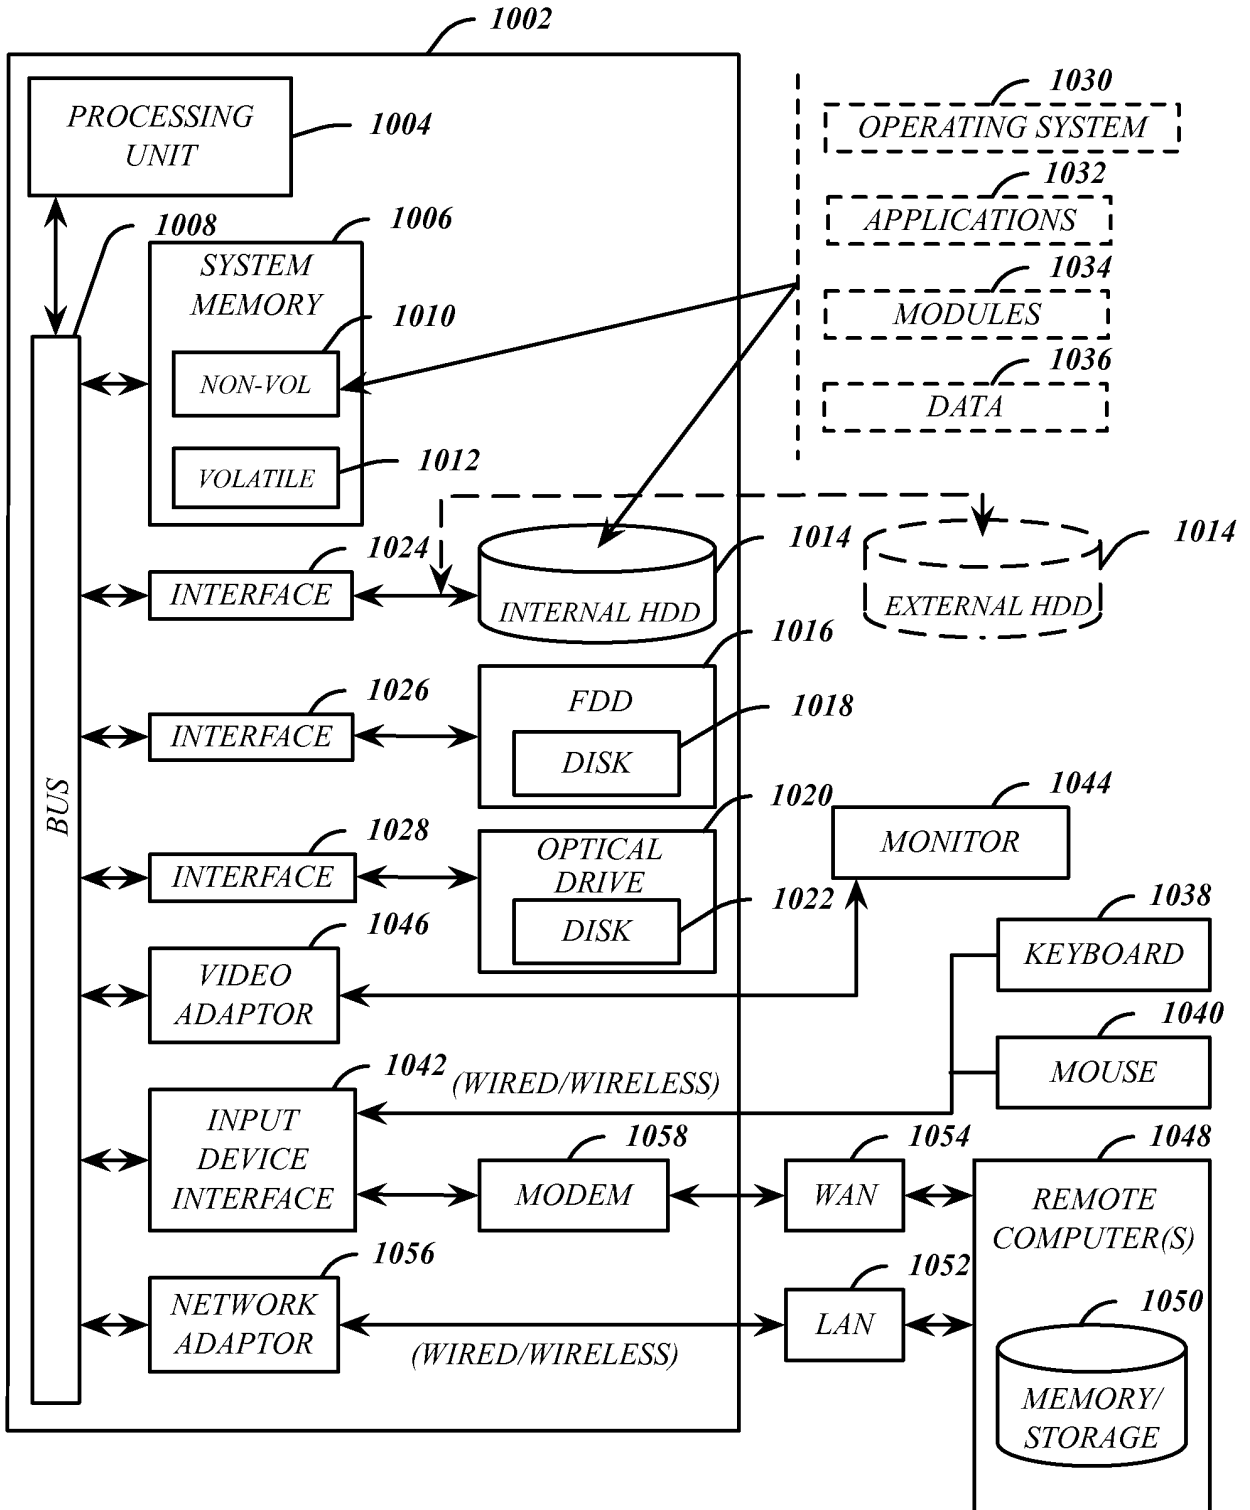 1002
PROCESSING
UNIT
1004
1030
OPERATING SYSTEM
1032
APPLICATIONS
1034
MODULES
1036
DATA
1008
1006
SYSTEM
MEMORY
1010
NON-VOL
1012
VOLATILE
1024
INTERFACE
1014
INTERNAL HDD
1014
EXTERNAL HDD
1016
FDD
1018
DISK
1026
INTERFACE
BUS
1020
OPTICAL
DRIVE
1022
DISK
1028
INTERFACE
1044
MONITOR
1046
VIDEO
ADAPTOR
1038
KEYBOARD
1040
MOUSE
1042
(WIRED/WIRELESS)
INPUT
DEVICE
INTERFACE
1058
MODEM
1054
WAN
1048
REMOTE
COMPUTER(S)
1056
NETWORK
ADAPTOR
(WIRED/WIRELESS)
1052
LAN
1050
MEMORY/
STORAGE